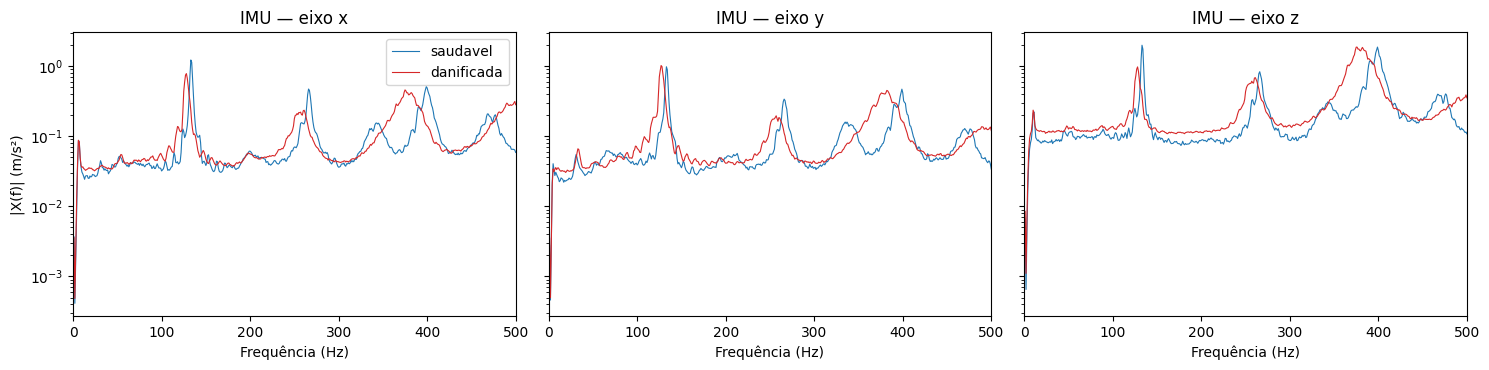 IMU — eixo x
IMU — eixo y
IMU — eixo z
saudavel
danificada
|X(f)| (m/s²)
10⁰
10⁻¹
10⁻²
10⁻³
0 100 200 300 400 500
0 100 200 300 400 500
0 100 200 300 400 500
Frequência (Hz)
Frequência (Hz)
Frequência (Hz)